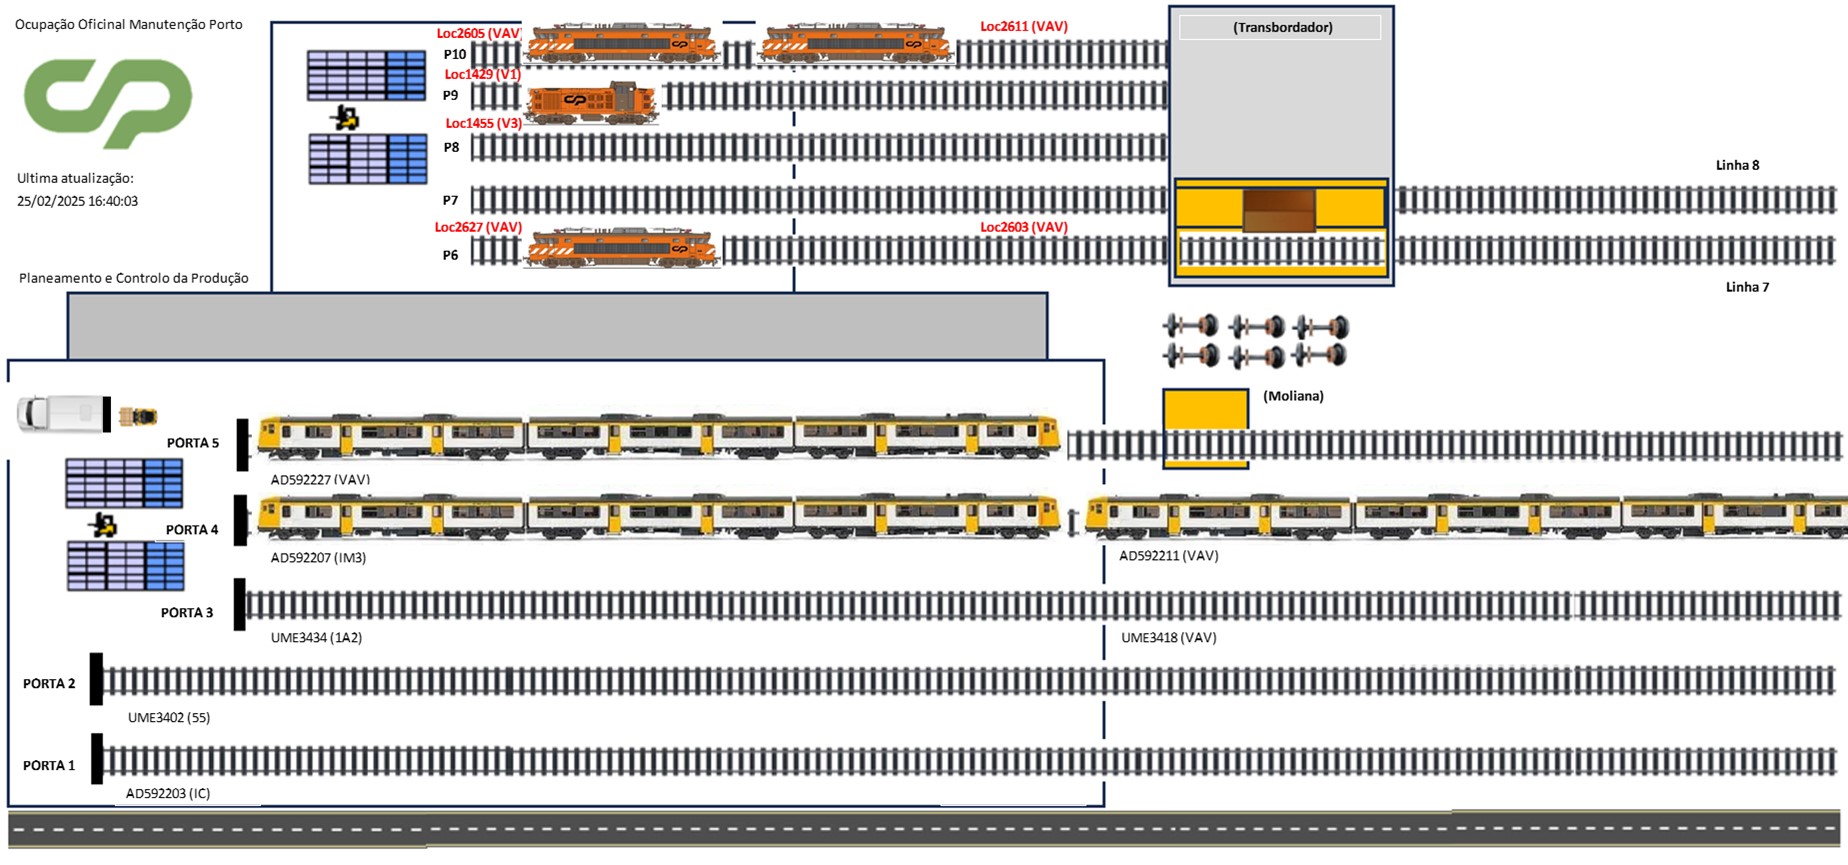 Ocupação Oficinal Manutenção Porto
CP
Ultima atualização:
25/02/2025 16:40:03
Planeamento e Controlo da Produção
Loc2605 (VAV)
Loc2611 (VAV)
P10
Loc1429 (V1)
P9
Loc1455 (V3)
P8
P7
Loc2627 (VAV)
Loc2603 (VAV)
P6
(Transbordador)
Linha 8
Linha 7
(Moliana)
PORTA 5
AD592227 (VAV)
PORTA 4
AD592207 (IM3)
AD592211 (VAV)
PORTA 3
UME3434 (1A2)
UME3418 (VAV)
PORTA 2
UME3402 (55)
PORTA 1
AD592203 (IC)